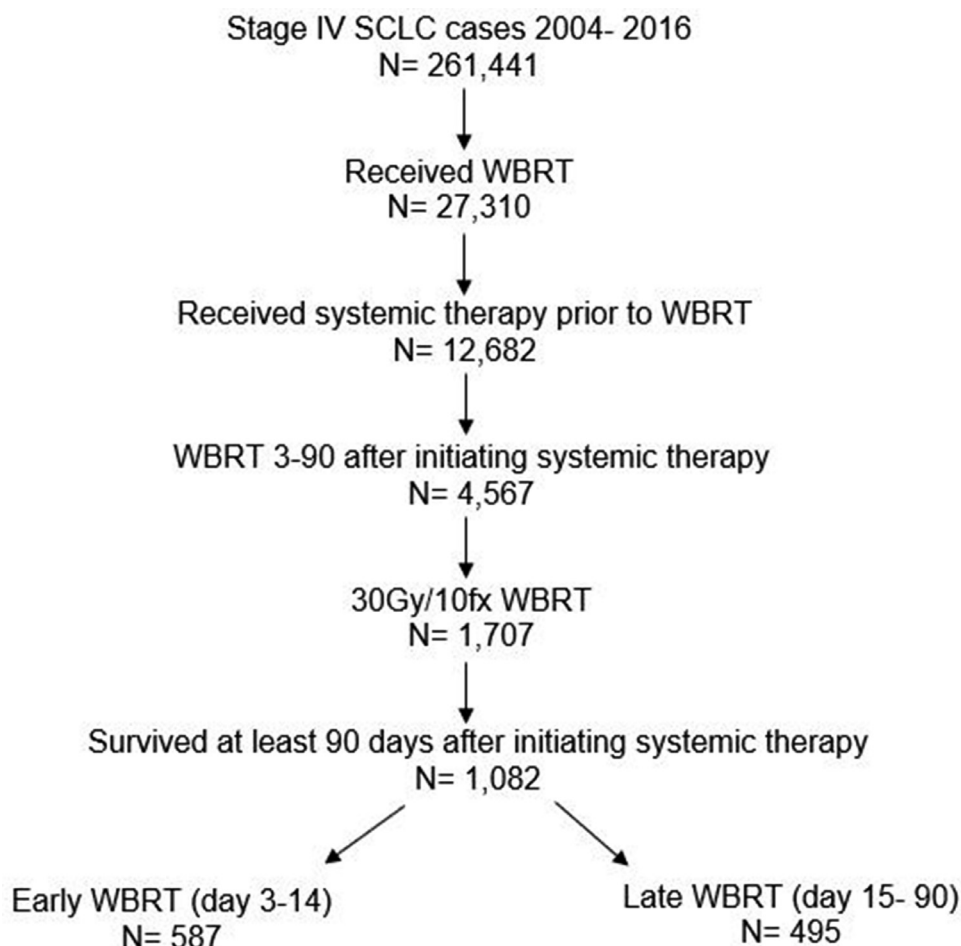 Stage IV SCLC cases 2004- 2016
N= 261,441
Received WBRT
N= 27,310
Received systemic therapy prior to WBRT
N= 12,682
WBRT 3-90 after initiating systemic therapy
N= 4,567
30Gy/10fx WBRT
N= 1,707
Survived at least 90 days after initiating systemic therapy
N= 1,082
Early WBRT (day 3-14)
N= 587
Late WBRT (day 15- 90)
N= 495